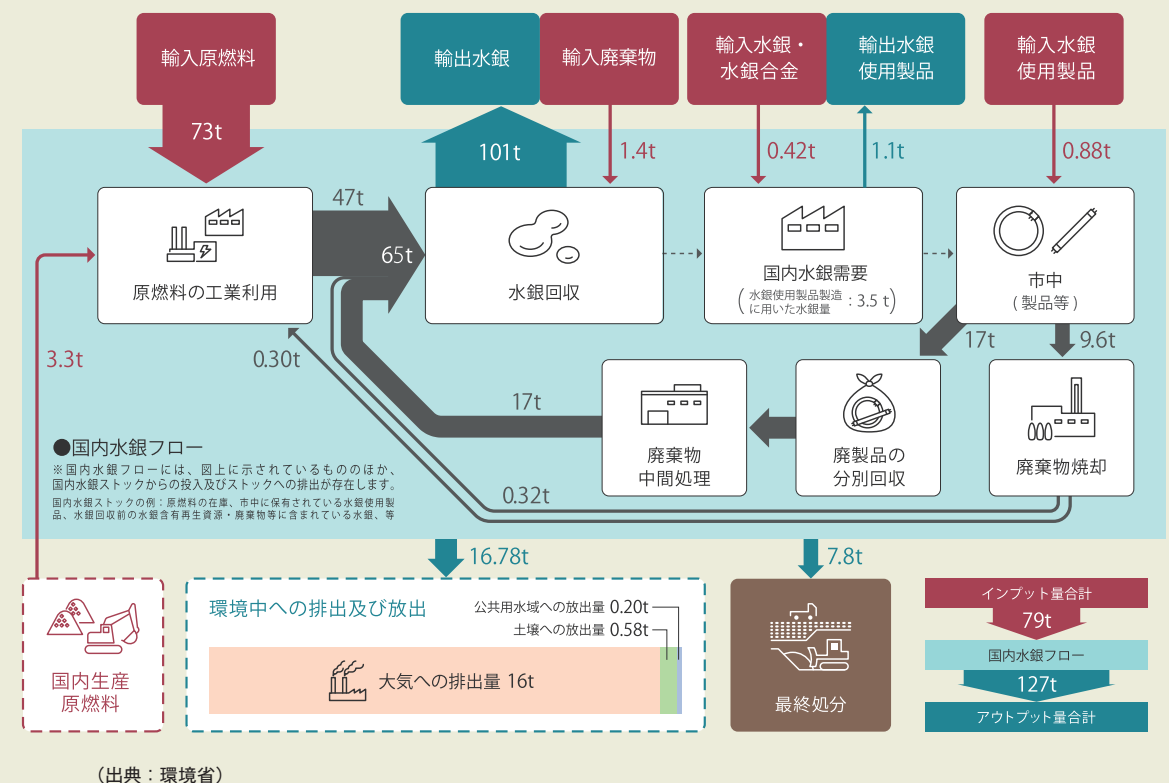 輸入原燃料
輸出水銀
輸入廃棄物
輸入水銀・
水銀合金
輸出水銀
使用製品
輸入水銀
使用製品
73t
101t
1.4t
0.42t
1.1t
0.88t
47t
65t
原燃料の工業利用
水銀回収
国内水銀需要
(水銀使用製品製造
に用いた水銀量 : 3.5 t)
市中
( 製品等 )
3.3t
0.30t
17t
9.6t
17t
廃棄物
中間処理
廃製品の
分別回収
廃棄物焼却
0.32t
●国内水銀フロー
※国内水銀フローには、図上に示されているもののほか、
国内水銀ストックからの投入及びストックへの排出が存在します。
国内水銀ストックの例：原燃料の在庫、市中に保有されている水銀使用製
品、水銀回収前の水銀含有再生資源・廃棄物等に含まれている水銀、等
16.78t
7.8t
国内生産
原燃料
環境中への排出及び放出
公共用水域への放出量 0.20t
土壌への放出量 0.58t
大気への排出量 16t
最終処分
インプット量合計
79t
国内水銀フロー
127t
アウトプット量合計
（出典：環境省）